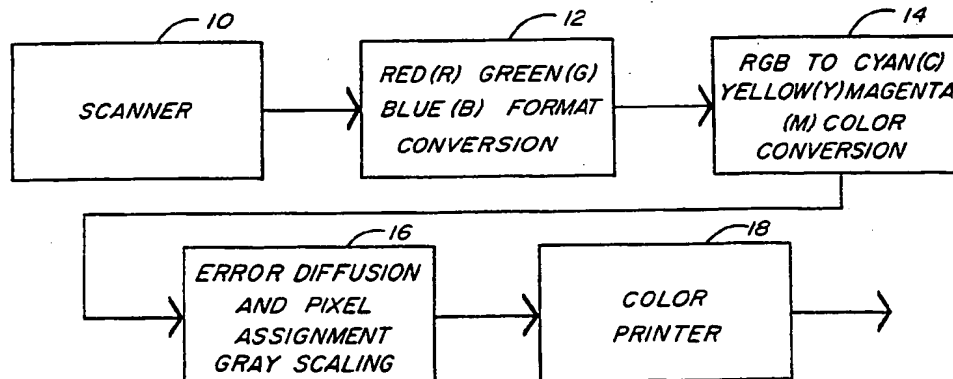 10
SCANNER
12
RED(R) GREEN(G)
BLUE(B) FORMAT
CONVERSION
14
RGB TO CYAN(C)
YELLOW(Y)MAGENTA
(M) COLOR
CONVERSION
16
ERROR DIFFUSION
AND PIXEL
ASSIGNMENT
GRAY SCALING
18
COLOR
PRINTER